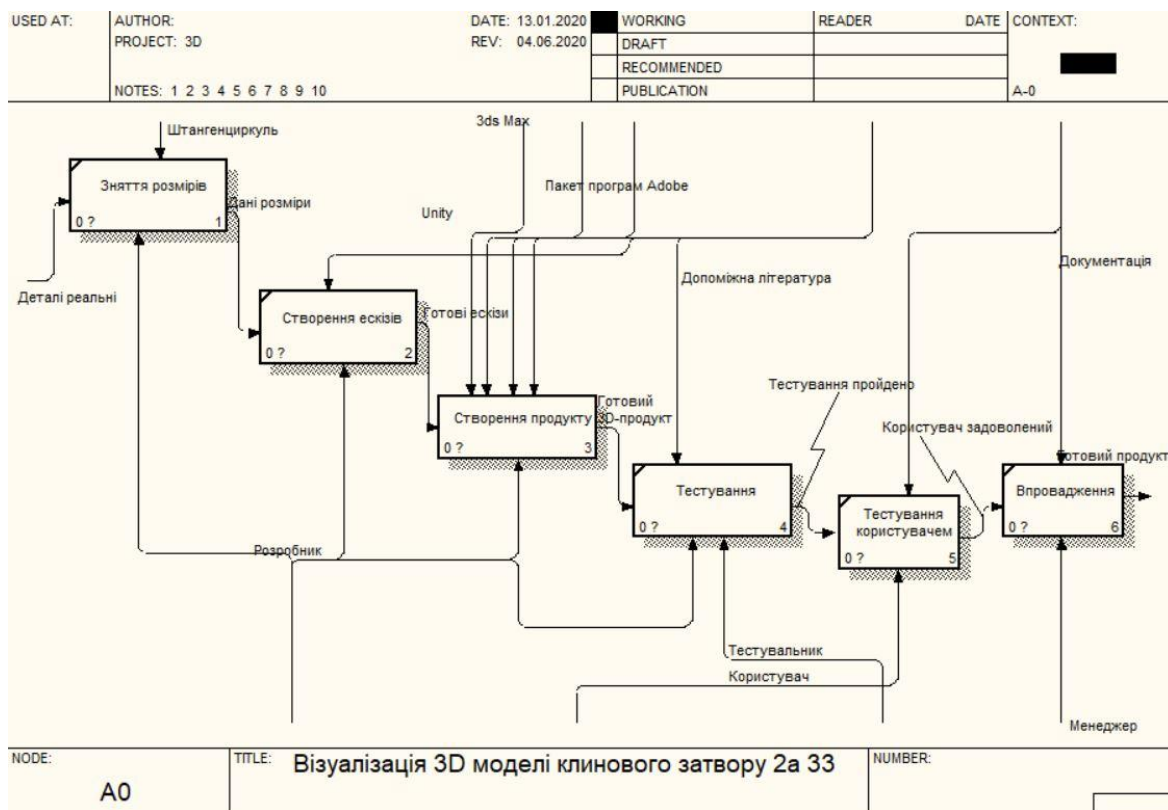 USED AT:
AUTHOR:
DATE: 13.01.2020
WORKING
READER
DATE
CONTEXT:
PROJECT: 3D
REV: 04.06.2020
DRAFT
RECOMMENDED
NOTES: 1 2 3 4 5 6 7 8 9 10
PUBLICATION
A-0
Штангенциркуль
3ds Max
Зняття розмірів
0 ?
1
Пакет програм Adobe
Дані розміри
Unity
Документація
Допоміжна література
Деталі реальні
Створення ескізів
0 ?
2
Готові ескізи
Тестування пройдено
Створення продукту
0 ?
3
Готовий
3D-продукт
Користувач задоволений
Готовий продукт
Тестування
0 ?
4
Тестування
користувачем
0 ?
5
Впровадження
0 ?
6
Розробник
Тестувальник
Користувач
Менеджер
NODE:
A0
TITLE:
Візуалізація 3D моделі клинового затвору 2а 33
NUMBER: